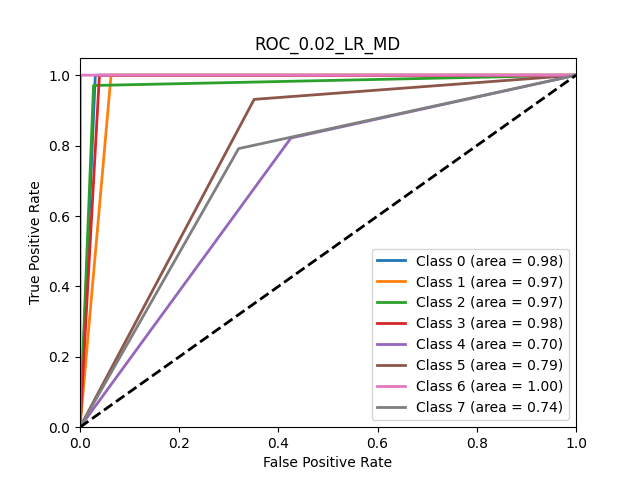 ROC_0.02_LR_MD
True Positive Rate
1.0
0.8
0.6
0.4
0.2
0.0
Class 0 (area = 0.98)
Class 1 (area = 0.97)
Class 2 (area = 0.97)
Class 3 (area = 0.98)
Class 4 (area = 0.70)
Class 5 (area = 0.79)
Class 6 (area = 1.00)
Class 7 (area = 0.74)
0.0 0.2 0.4 0.6 0.8 1.0
False Positive Rate